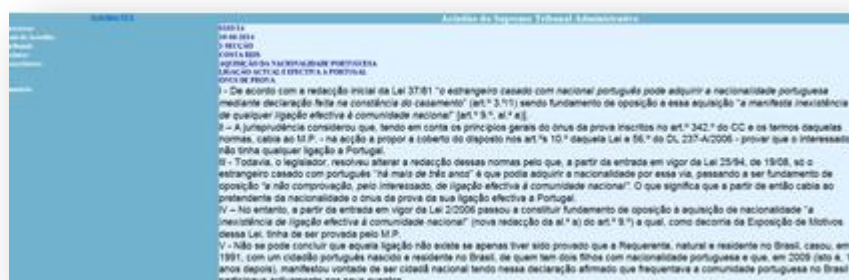 Acórdão do Supremo Tribunal Administrativo
COSTA REIS
AQUISIÇÃO DA NACIONALIDADE PORTUGUESA
LIGAÇÃO ACTUAL E EFECTIVA A PORTUGAL
ONUS DE PROVA
I - De acordo com a redacção inicial da Lei 37/81 "o estrangeiro casado com nacional português pode adquirir a nacionalidade portuguesa
mediante declaração feita na constância do casamento" (art.º 3.º/1) sendo fundamento de oposição a essa aquisição "a manifesta inexistência
de qualquer ligação efectiva à comunidade nacional" [art.º 9.º, al.ª a)].
II – A jurisprudência considerou que, tendo em conta os princípios gerais do ónus da prova inscritos no art.º 342.º do CC e os termos daquelas
normas, cabia ao M.P. - na acção a propor a coberto do disposto nos art.ºs 10.º daquela Lei e 56.º do DL 237-A/2006 - provar que o interessado
não tinha qualquer ligação a Portugal.
III - Todavia, o legislador, resolveu alterar a redacção dessas normas pelo que, a partir da entrada em vigor da Lei 25/94, de 19/08, só o
estrangeiro casado com português "há mais de três anos" é que podia adquirir a nacionalidade por essa via, passando a ser fundamento de
oposição "a não comprovação, pelo interessado, de ligação efectiva à comunidade nacional". O que significa que a partir de então cabia ao
pretendente da nacionalidade o ónus da prova da sua ligação efectiva a Portugal.
IV – No entanto, a partir da entrada em vigor da Lei 2/2006 passou a constituir fundamento de oposição à aquisição de nacionalidade "a
inexistência de ligação efectiva à comunidade nacional" (nova redacção da al.ª a) do art.º 9.º) a qual, como decorria da Exposição de Motivos
dessa Lei, tinha de ser provada pelo M.P.
V - Não se pode concluir que aquela ligação não existe se apenas tiver sido provado que a Requerente, natural e residente no Brasil, casou, em
1991, com um cidadão português nascido e residente no Brasil, de quem tem dois filhos com nacionalidade portuguesa e que, em 2009 (isto é,
anos depois), manifestou vontade de ser cidadã nacional tendo nessa declaração afirmado que frequentava a comunidade portuguesa no Brasil